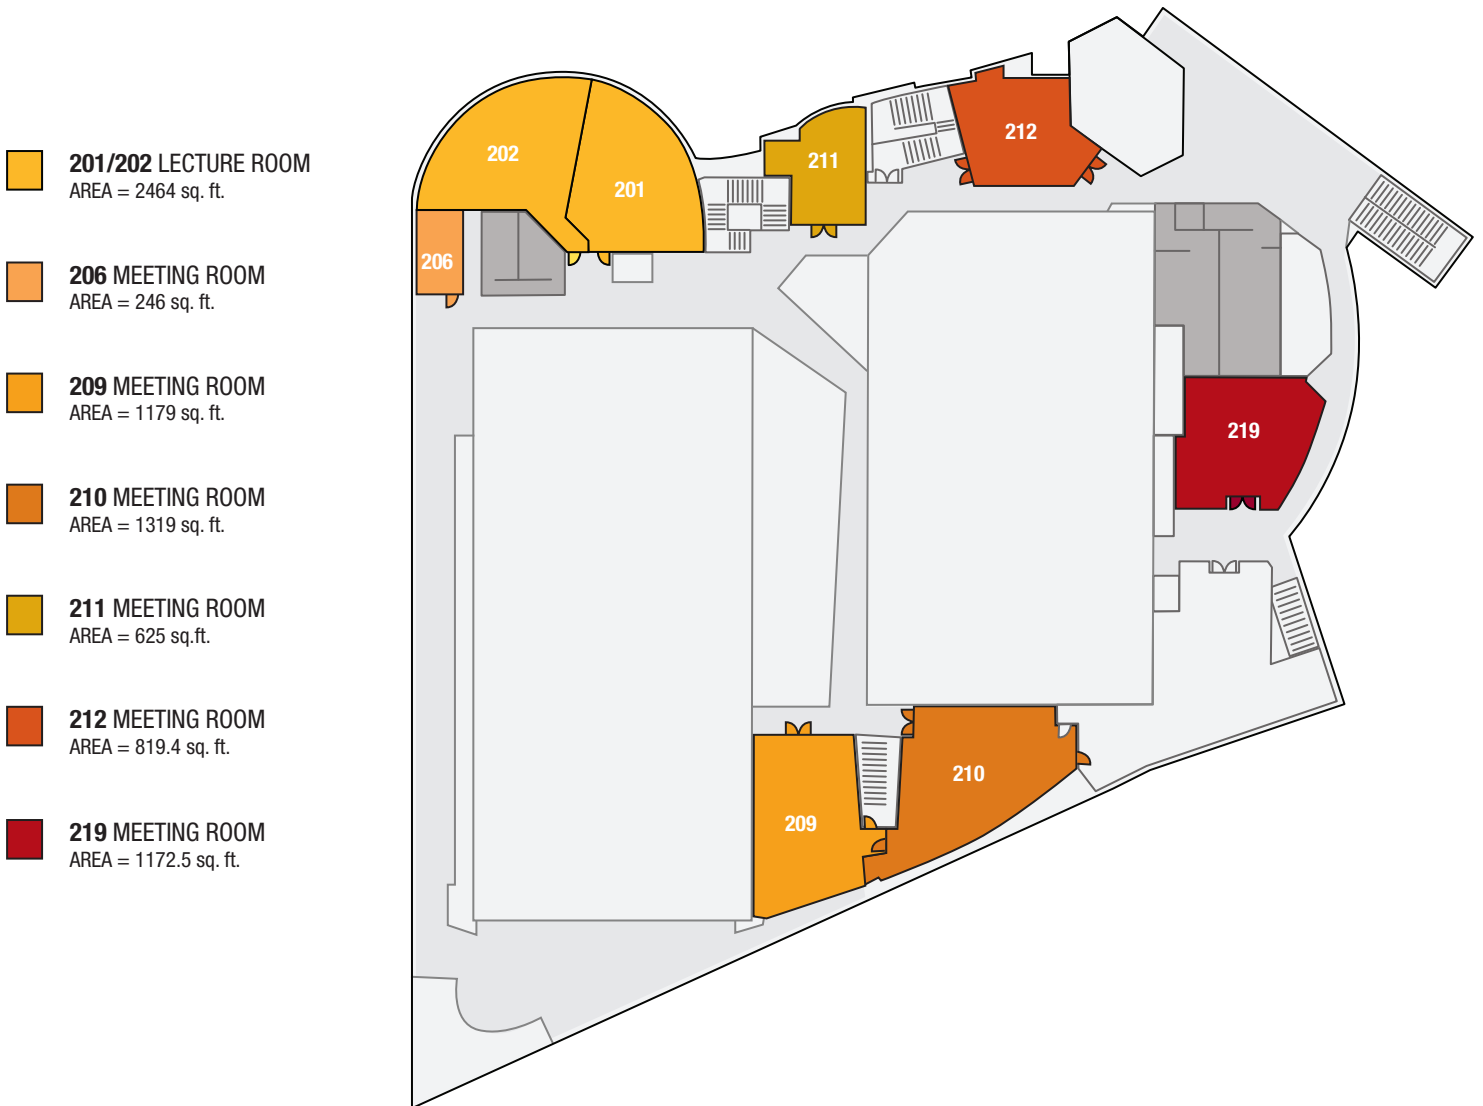 201/202 LECTURE ROOM
AREA = 2464 sq. ft.
206 MEETING ROOM
AREA = 246 sq. ft.
209 MEETING ROOM
AREA = 1179 sq. ft.
210 MEETING ROOM
AREA = 1319 sq. ft.
211 MEETING ROOM
AREA = 625 sq.ft.
212 MEETING ROOM
AREA = 819.4 sq. ft.
219 MEETING ROOM
AREA = 1172.5 sq. ft.
202
201
206
211
212
219
210
209